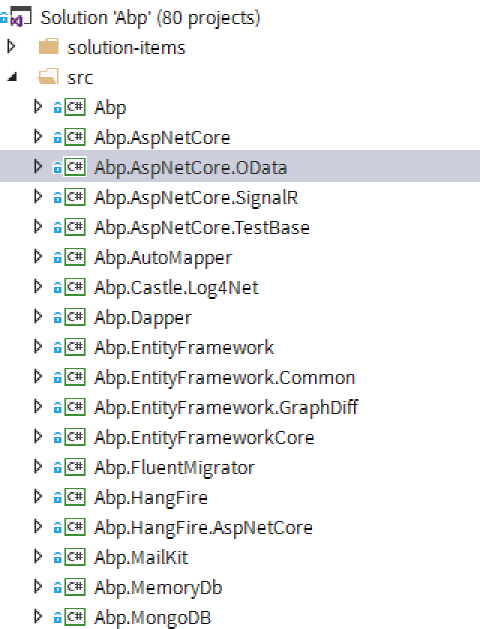 Solution 'Abp' (80 projects)
solution-items
src
C# Abp
C# Abp.AspNetCore
C# Abp.AspNetCore.OData
C# Abp.AspNetCore.SignalR
C# Abp.AspNetCore.TestBase
C# Abp.AutoMapper
C# Abp.Castle.Log4Net
C# Abp.Dapper
C# Abp.EntityFramework
C# Abp.EntityFramework.Common
C# Abp.EntityFramework.GraphDiff
C# Abp.EntityFrameworkCore
C# Abp.FluentMigrator
C# Abp.HangFire
C# Abp.HangFire.AspNetCore
C# Abp.MailKit
C# Abp.MemoryDb
C# Abp.MongoDB